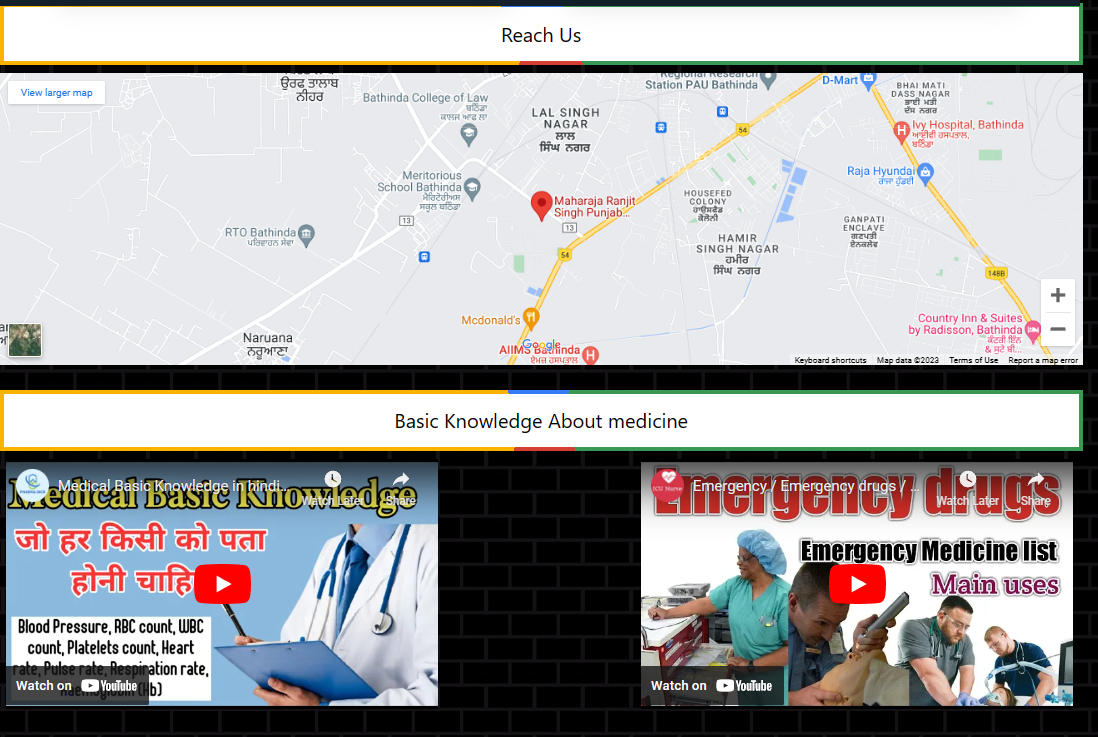 Reach Us
View larger map
ਉਰਫ਼ ਤਾਲਾਬ
ਨੀਹਰ
Bathinda College of Law
ਬਠਿੰਡਾ
ਕਾਲਜ ਆਫ ਲਾ
LAL SINGH
NAGAR
ਲਾਲ
ਸਿੰਘ ਨਗਰ
Regional Research
Station PAU Bathinda
D-Mart
BHAI MATI
DASS NAGAR
ਭਾਈ ਮਤੀ
ਦਾਸ ਨਗਰ
54
Ivy Hospital, Bathinda
ਆਈਵੀ ਹਸਪਤਾਲ,
ਬਠਿੰਡਾ
Meritorious
School Bathinda
ਮੈਰਿਟੋਰੀਅਸ
ਸਕੂਲ ਬਠਿੰਡਾ
Raja Hyundai
ਰਾਜਾ ਹੁੰਡਈ
Maharaja Ranjit
Singh Punjab...
HOUSEFED
COLONY
ਹਾਊਸਫੈਡ
ਕੋਲੋਨੀ
13
13
RTO Bathinda
ਪਰਿਵਾਹਨ ਸੇਵਾ
GANPATI
ENCLAVE
ਗਣਪਤੀ
ਏਨਕਲੇਵ
HAMIR
SINGH NAGAR
ਹਮੀਰ
ਸਿੰਘ ਨਗਰ
54
148B
Mcdonald's
Naruana
ਨਰੂਆਣਾ
Google
AIIMS Bathinda
ਏਮਜ਼ ਹਸਪਤਾਲ
Country Inn & Suites
by Radisson, Bathinda
ਕੰਟਰੀ ਇੰਨ
& ਸੂਟੇ ਬੀ...
Keyboard shortcuts Map data ©2023 Terms of Use Report a map error
Basic Knowledge About medicine
Medical Basic Knowledge in hindi...
Watch Later Share
Medical Basic Knowledge
जो हर किसी को पता
होनी चाहि
Blood Pressure, RBC count, WBC
count, Platelets count, Heart
rate, Pulse rate, Respiration rate,
Haemoglobin (Hb)
Watch on YouTube
ICU Nurse
Emergency / Emergency drugs / ...
Watch Later Share
Emergency drugs
Emergency Medicine list
Main uses
Watch on YouTube